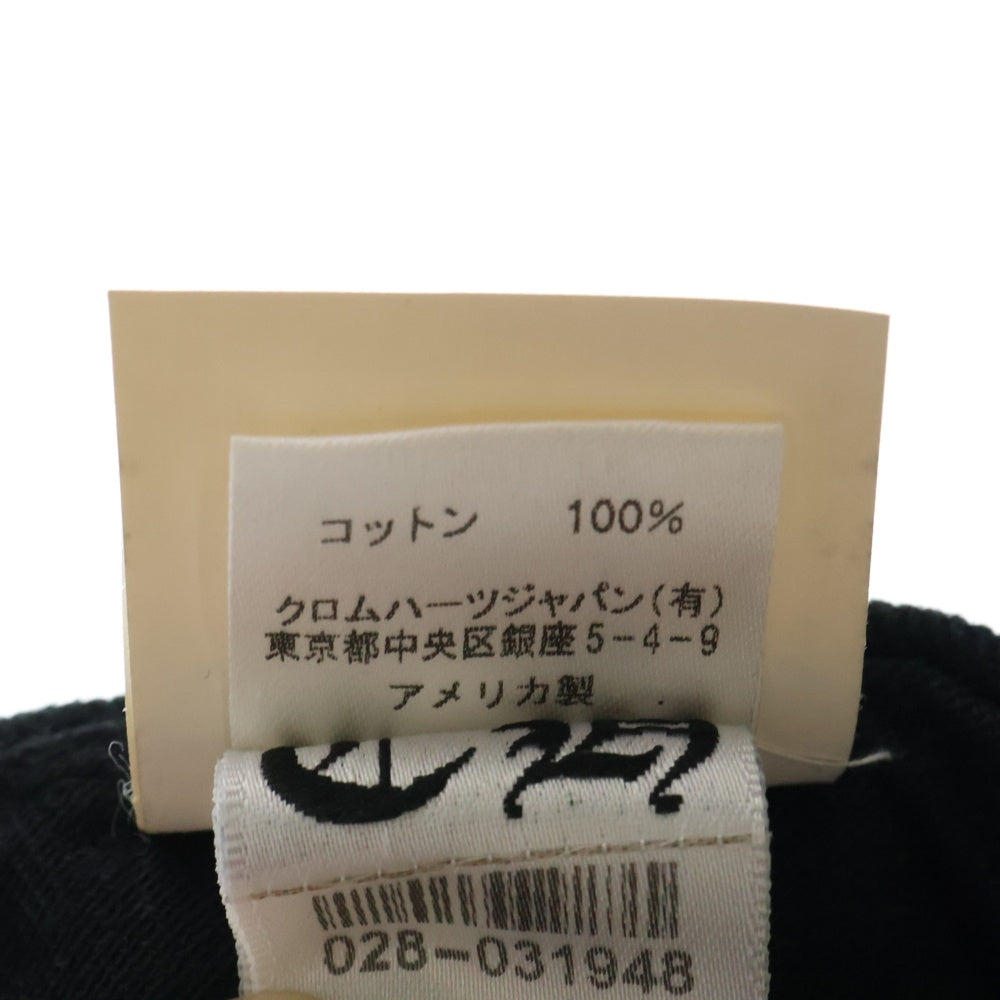 コットン 100%
クロムハーツジャパン(有)
東京都中央区銀座5-4-9
アメリカ製
CH
028-031948